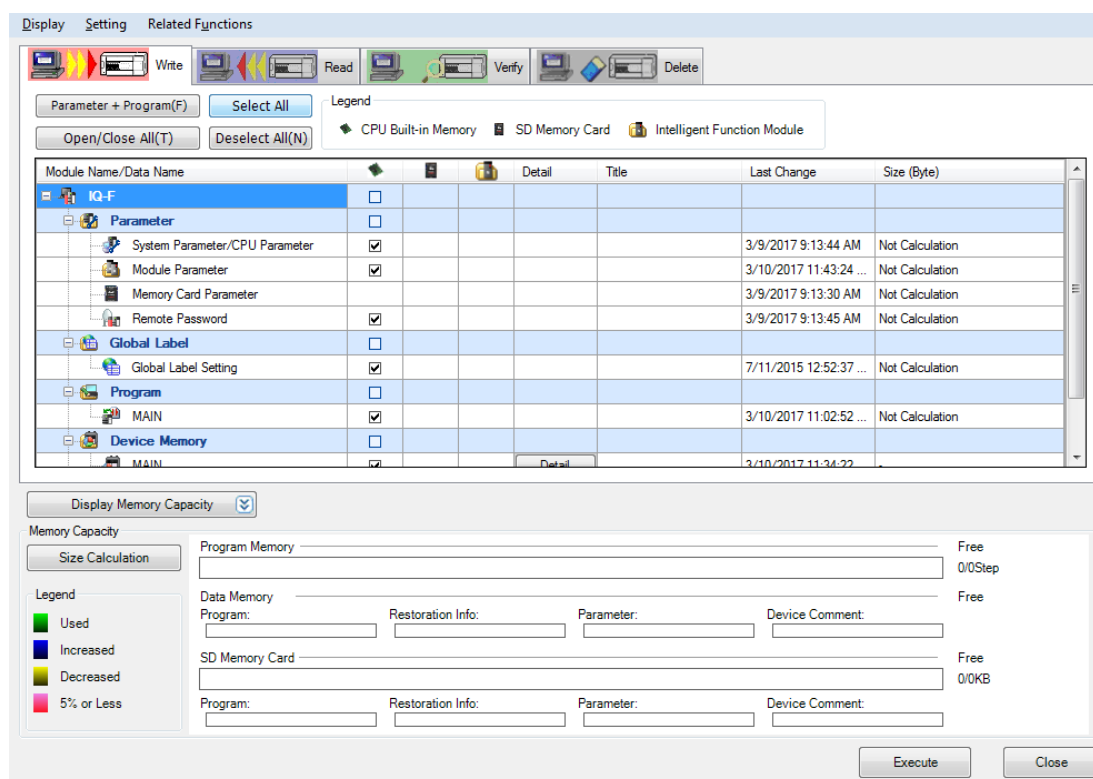 Display Setting Related Functions
Write Read Verify Delete
Parameter + Program(F) Select All Legend
Open/Close All(T) Deselect All(N) CPU Built-in Memory SD Memory Card Intelligent Function Module
Module Name/Data Name Detail Title Last Change Size (Byte)
IQ-F
Parameter
System Parameter/CPU Parameter 3/9/2017 9:13:44 AM Not Calculation
Module Parameter 3/10/2017 11:43:24 ... Not Calculation
Memory Card Parameter 3/9/2017 9:13:30 AM Not Calculation
Remote Password 3/9/2017 9:13:45 AM Not Calculation
Global Label
Global Label Setting 7/11/2015 12:52:37 ... Not Calculation
Program
MAIN 3/10/2017 11:02:52 ... Not Calculation
Device Memory
MAIN Detail 3/10/2017 11:34:22 ... -
Display Memory Capacity
Memory Capacity
Size Calculation
Legend
Used
Increased
Decreased
5% or Less
Program Memory Free
0/0Step
Data Memory Free
Program: Restoration Info: Parameter: Device Comment:
SD Memory Card Free
0/0KB
Program: Restoration Info: Parameter: Device Comment:
Execute Close